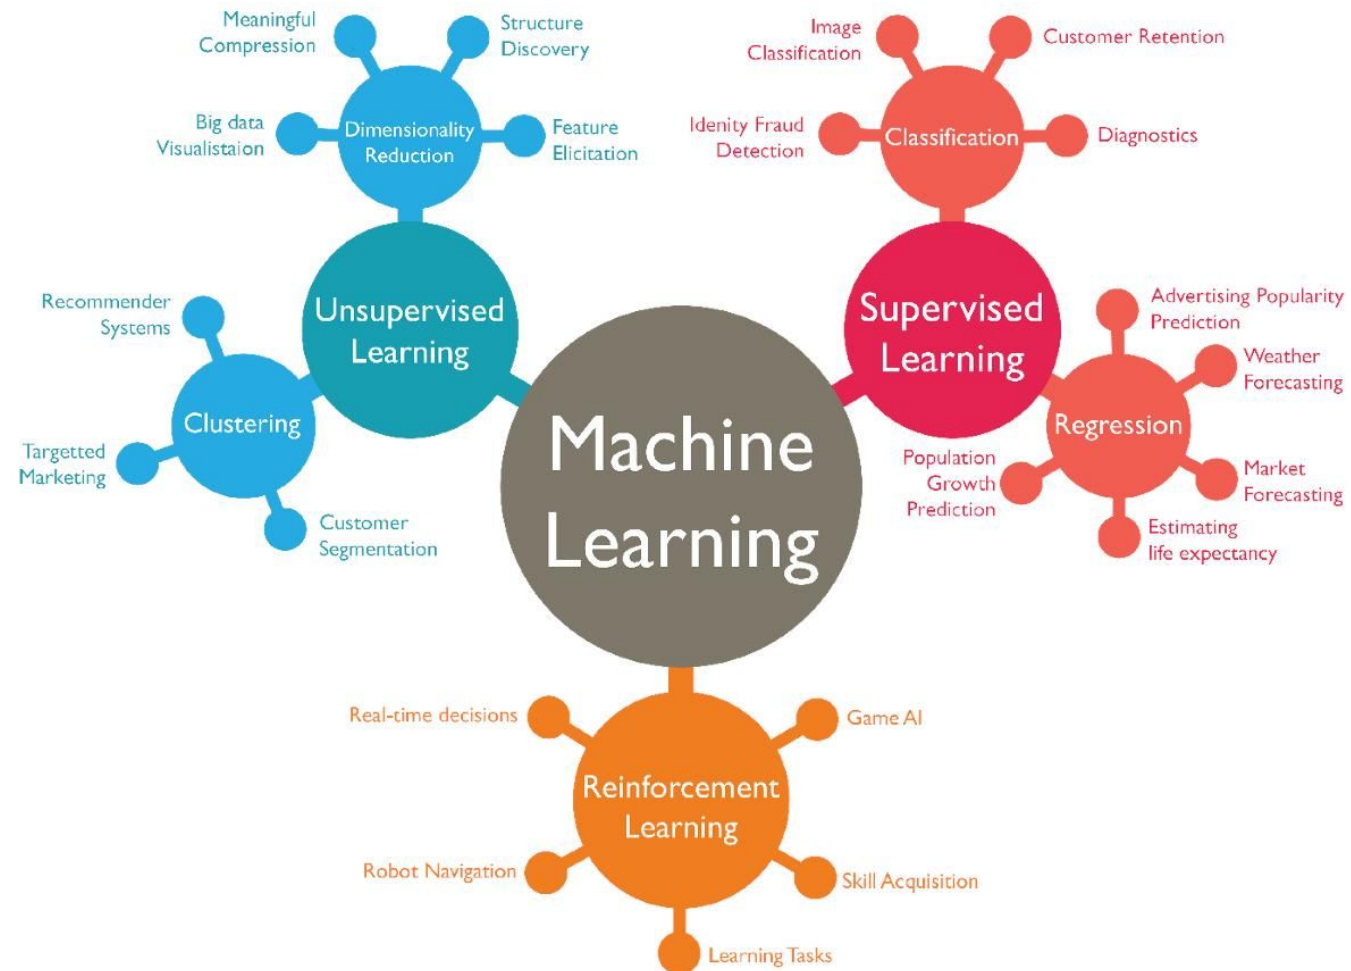 Meaningful
Compression
Structure
Discovery
Big data
Visualistaion
Dimensionality
Reduction
Feature
Elicitation
Image
Classification
Customer Retention
Idenity Fraud
Detection
Classification
Diagnostics
Unsupervised
Learning
Recommender
Systems
Clustering
Targetted
Marketing
Customer
Segmentation
Supervised
Learning
Advertising Popularity
Prediction
Weather
Forecasting
Regression
Population
Growth
Prediction
Market
Forecasting
Estimating
life expectancy
Machine
Learning
Real-time decisions
Game AI
Reinforcement
Learning
Robot Navigation
Skill Acquisition
Learning Tasks